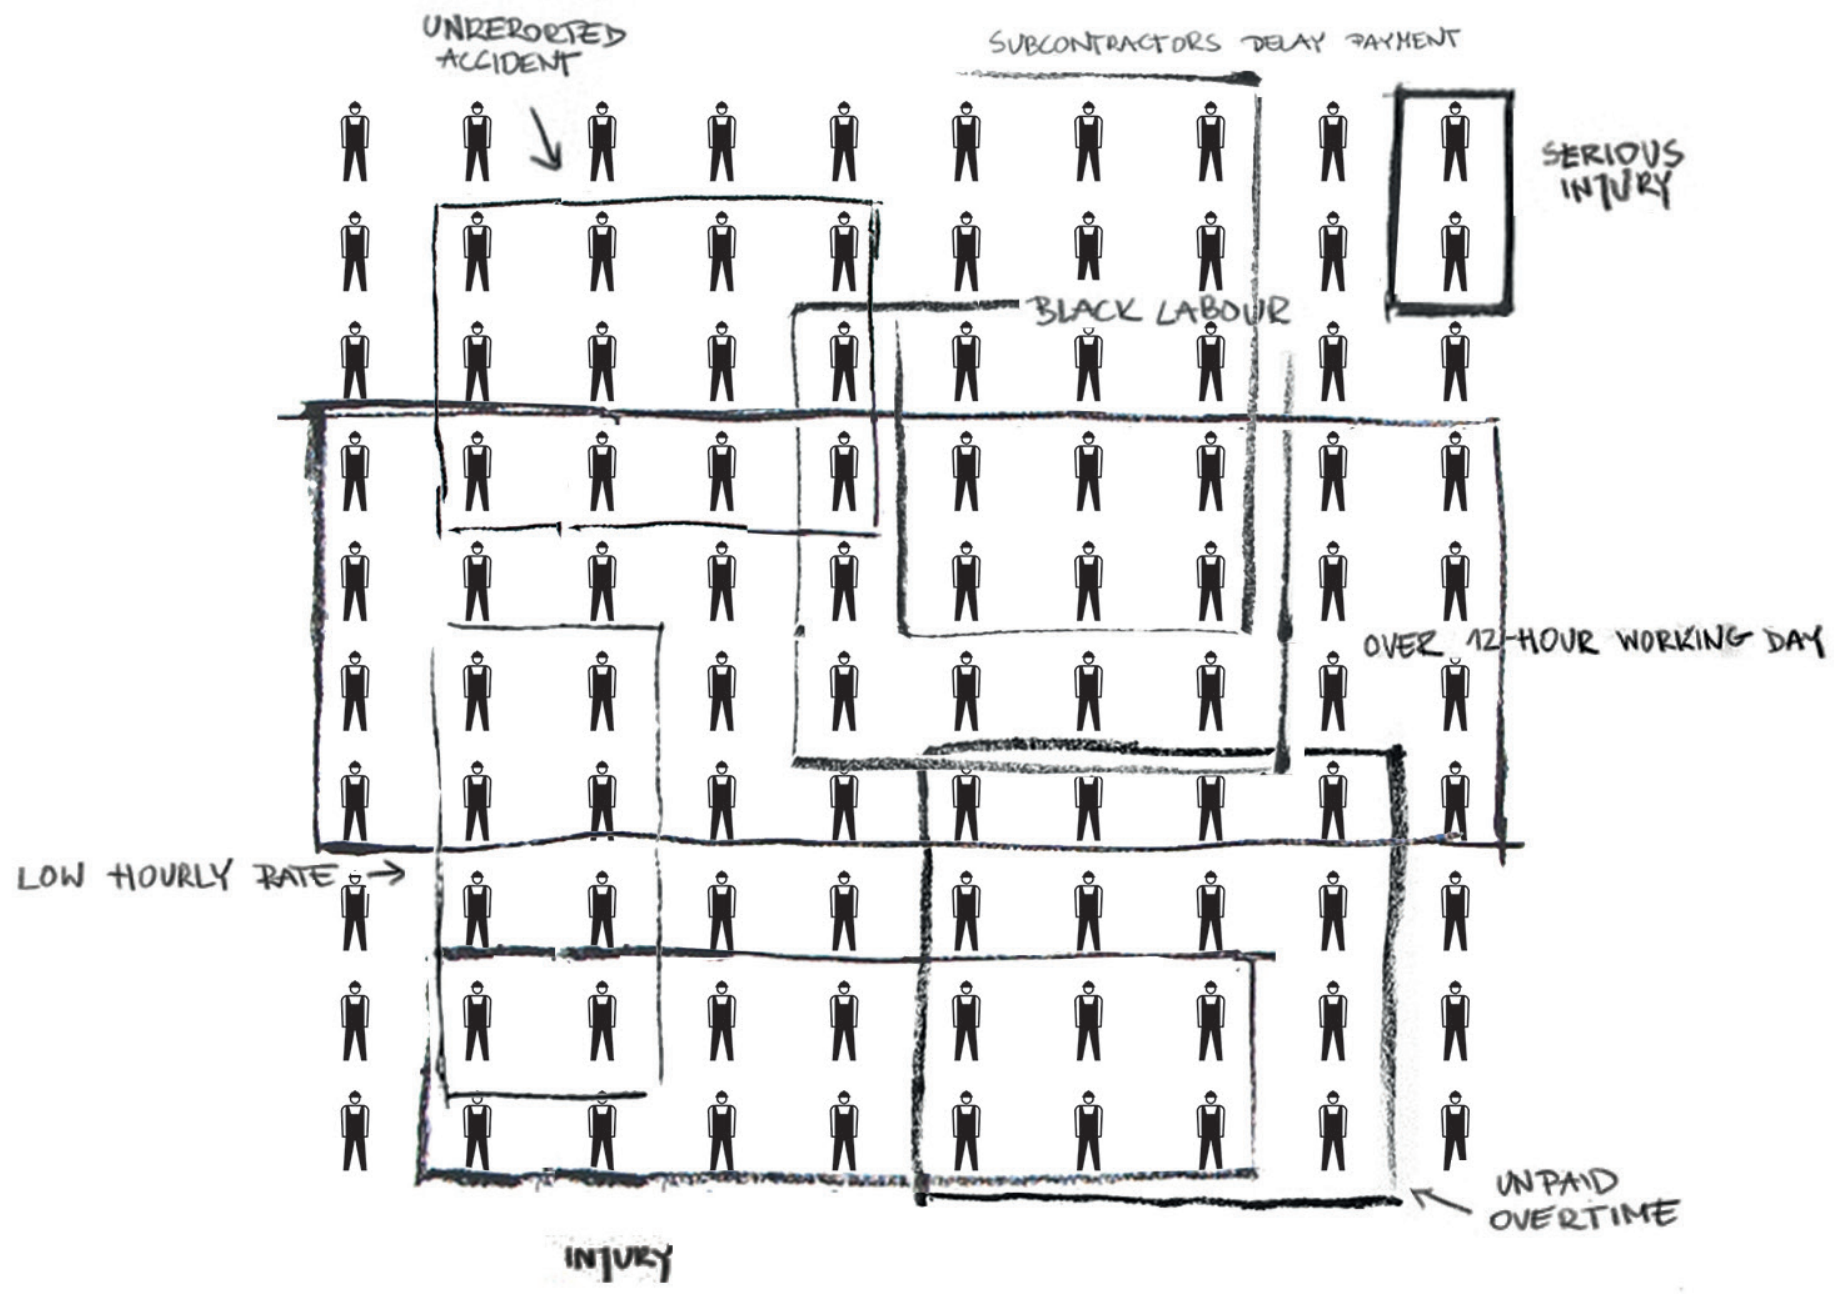 UNREPORTED
ACCIDENT
SUBCONTRACTORS DELAY PAYMENT
SERIOUS
INJURY
BLACK LABOUR
OVER 12-HOUR WORKING DAY
LOW HOURLY RATE
UNPAID
OVERTIME
INJURY